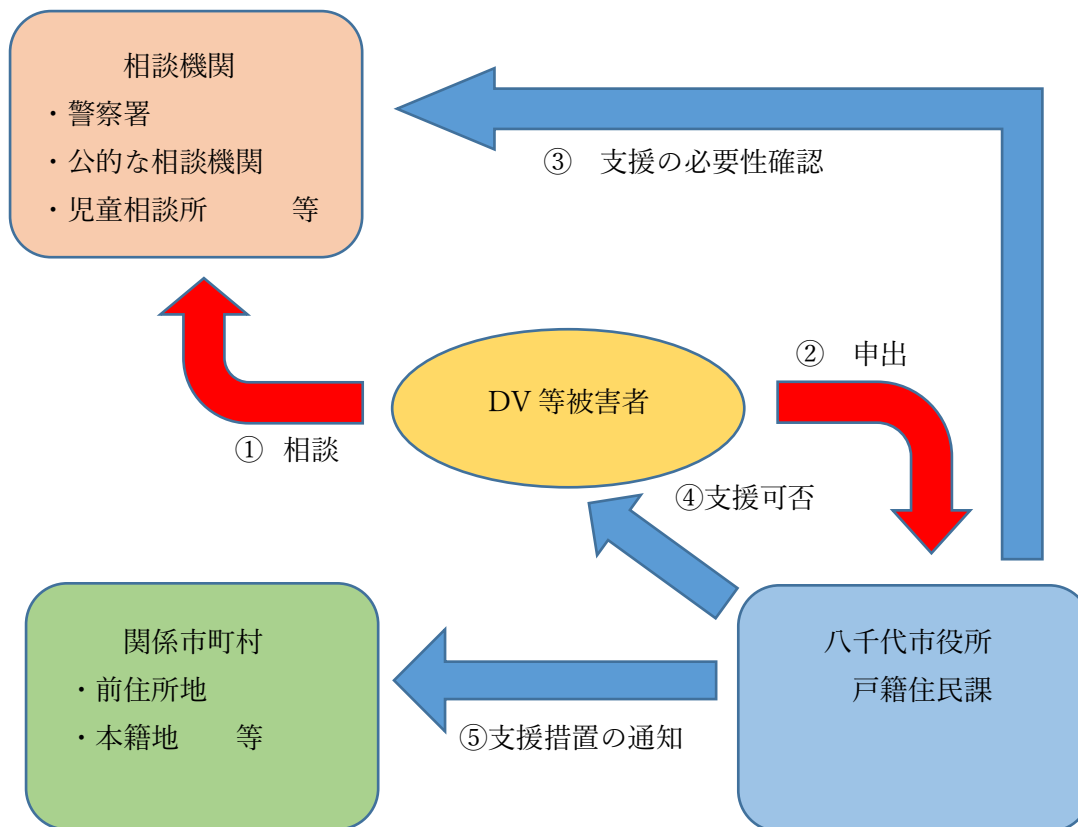 相談機関
・警察署
・公的な相談機関
・児童相談所　　　等
③　支援の必要性確認
②　申出
DV 等被害者
①　相談
④支援可否
関係市町村
・前住所地
・本籍地　　等
八千代市役所
戸籍住民課
⑤支援措置の通知